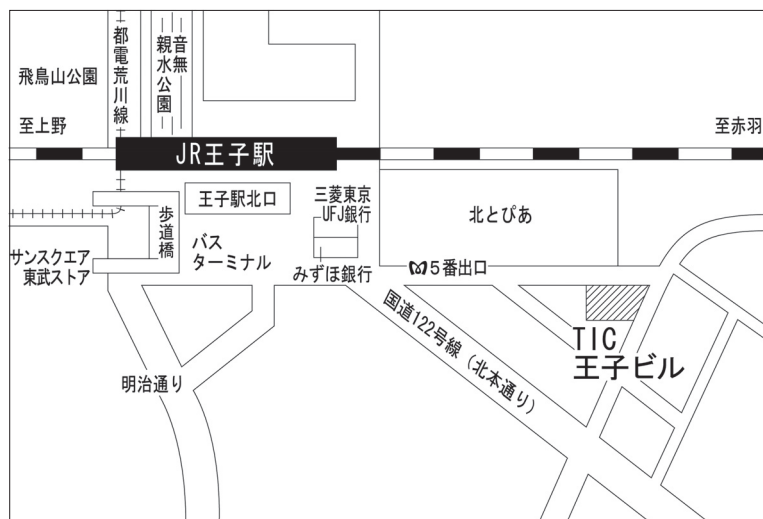 飛鳥山公園
至上野
都電荒川線
音無
親水公園
至赤羽
JR王子駅
王子駅北口
三菱東京
UFJ銀行
北とぴあ
歩道橋
バス
ターミナル
みずほ銀行
5番出口
サンスクエア
東武ストア
国道122号線(北本通り)
TIC
王子ビル
明治通り